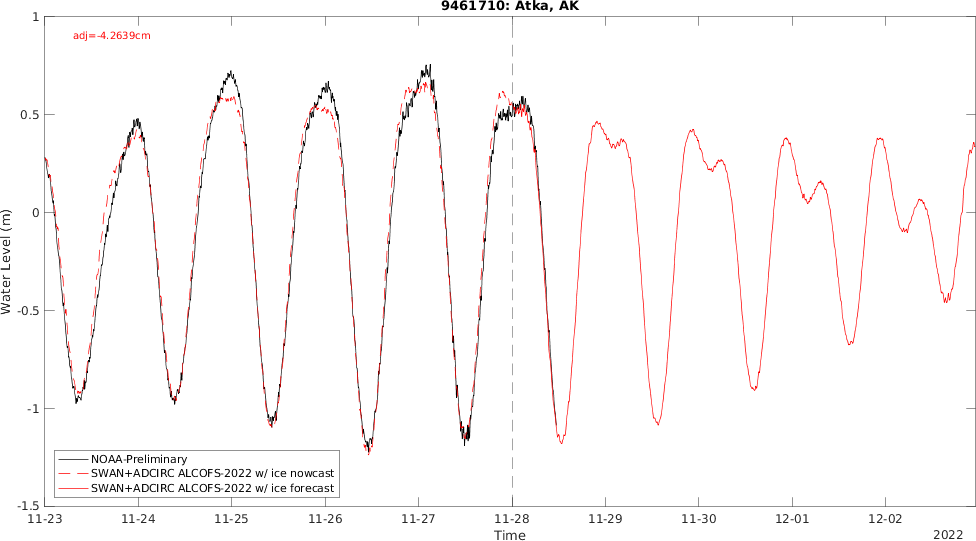 9461710: Atka, AK
adj=-4.2639cm
1
0.5
0
-0.5
-1
-1.5
Water Level (m)
NOAA-Preliminary
SWAN+ADCIRC ALCOFS-2022 w/ ice nowcast
SWAN+ADCIRC ALCOFS-2022 w/ ice forecast
11-23 11-24 11-25 11-26 11-27 11-28 11-29 11-30 12-01 12-02
Time
2022